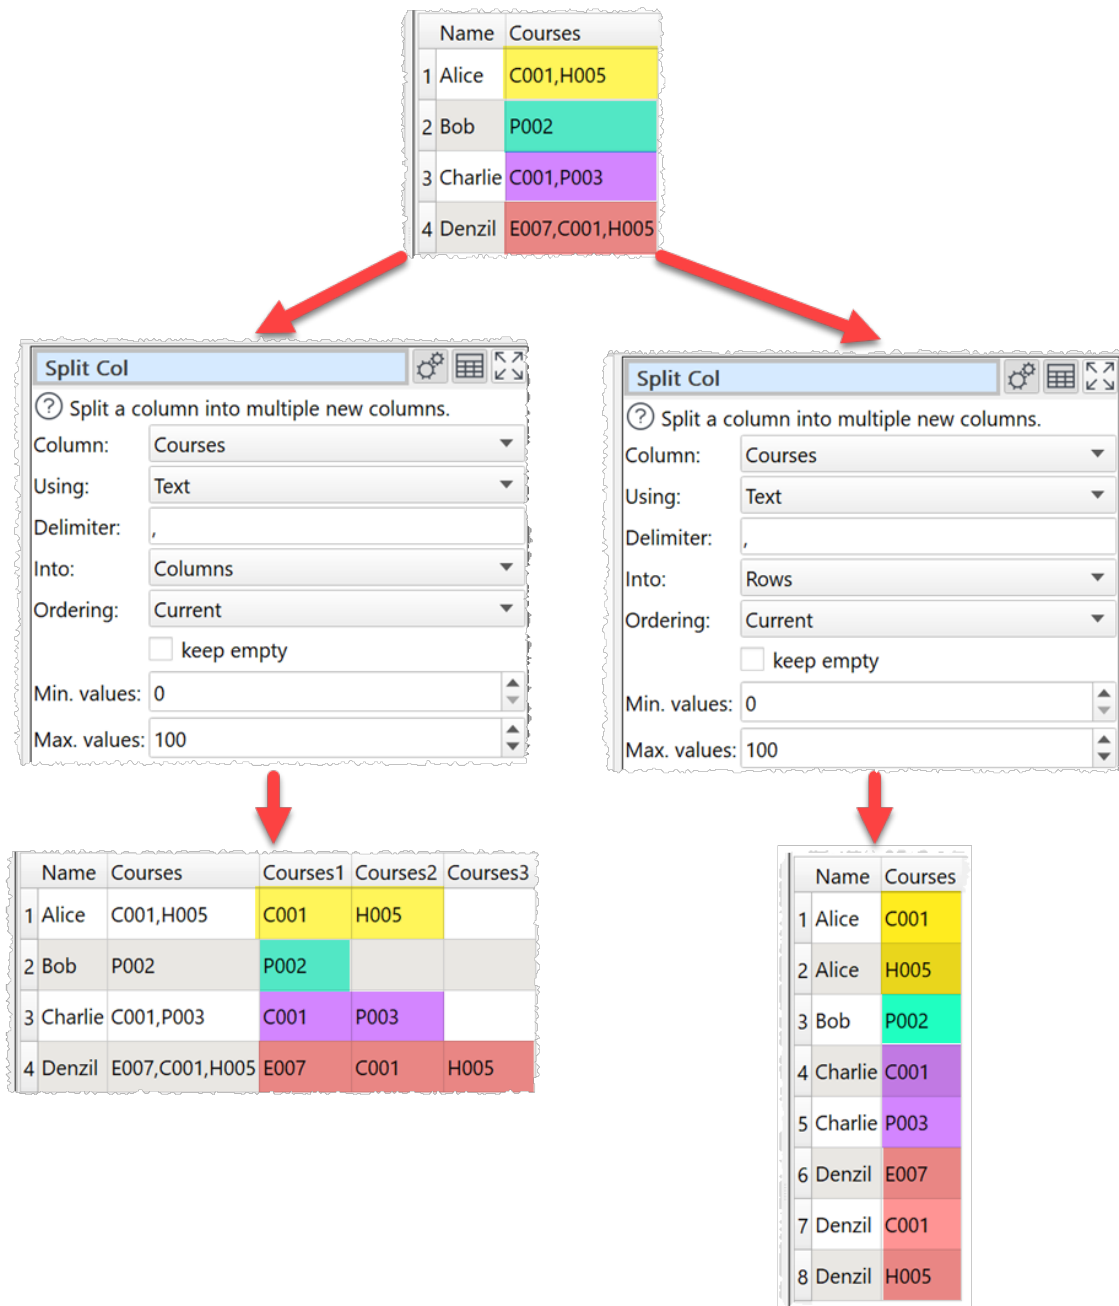 Name Courses
1 Alice C001,H005
2 Bob P002
3 Charlie C001,P003
4 Denzil E007,C001,H005
Split Col
? Split a column into multiple new columns.
Column: Courses
Using: Text
Delimiter: ,
Into: Columns
Ordering: Current
keep empty
Min. values: 0
Max. values: 100
Split Col
? Split a column into multiple new columns.
Column: Courses
Using: Text
Delimiter: ,
Into: Rows
Ordering: Current
keep empty
Min. values: 0
Max. values: 100
Name Courses Courses1 Courses2 Courses3
1 Alice C001,H005 C001 H005
2 Bob P002 P002
3 Charlie C001,P003 C001 P003
4 Denzil E007,C001,H005 E007 C001 H005
Name Courses
1 Alice C001
2 Alice H005
3 Bob P002
4 Charlie C001
5 Charlie P003
6 Denzil E007
7 Denzil C001
8 Denzil H005